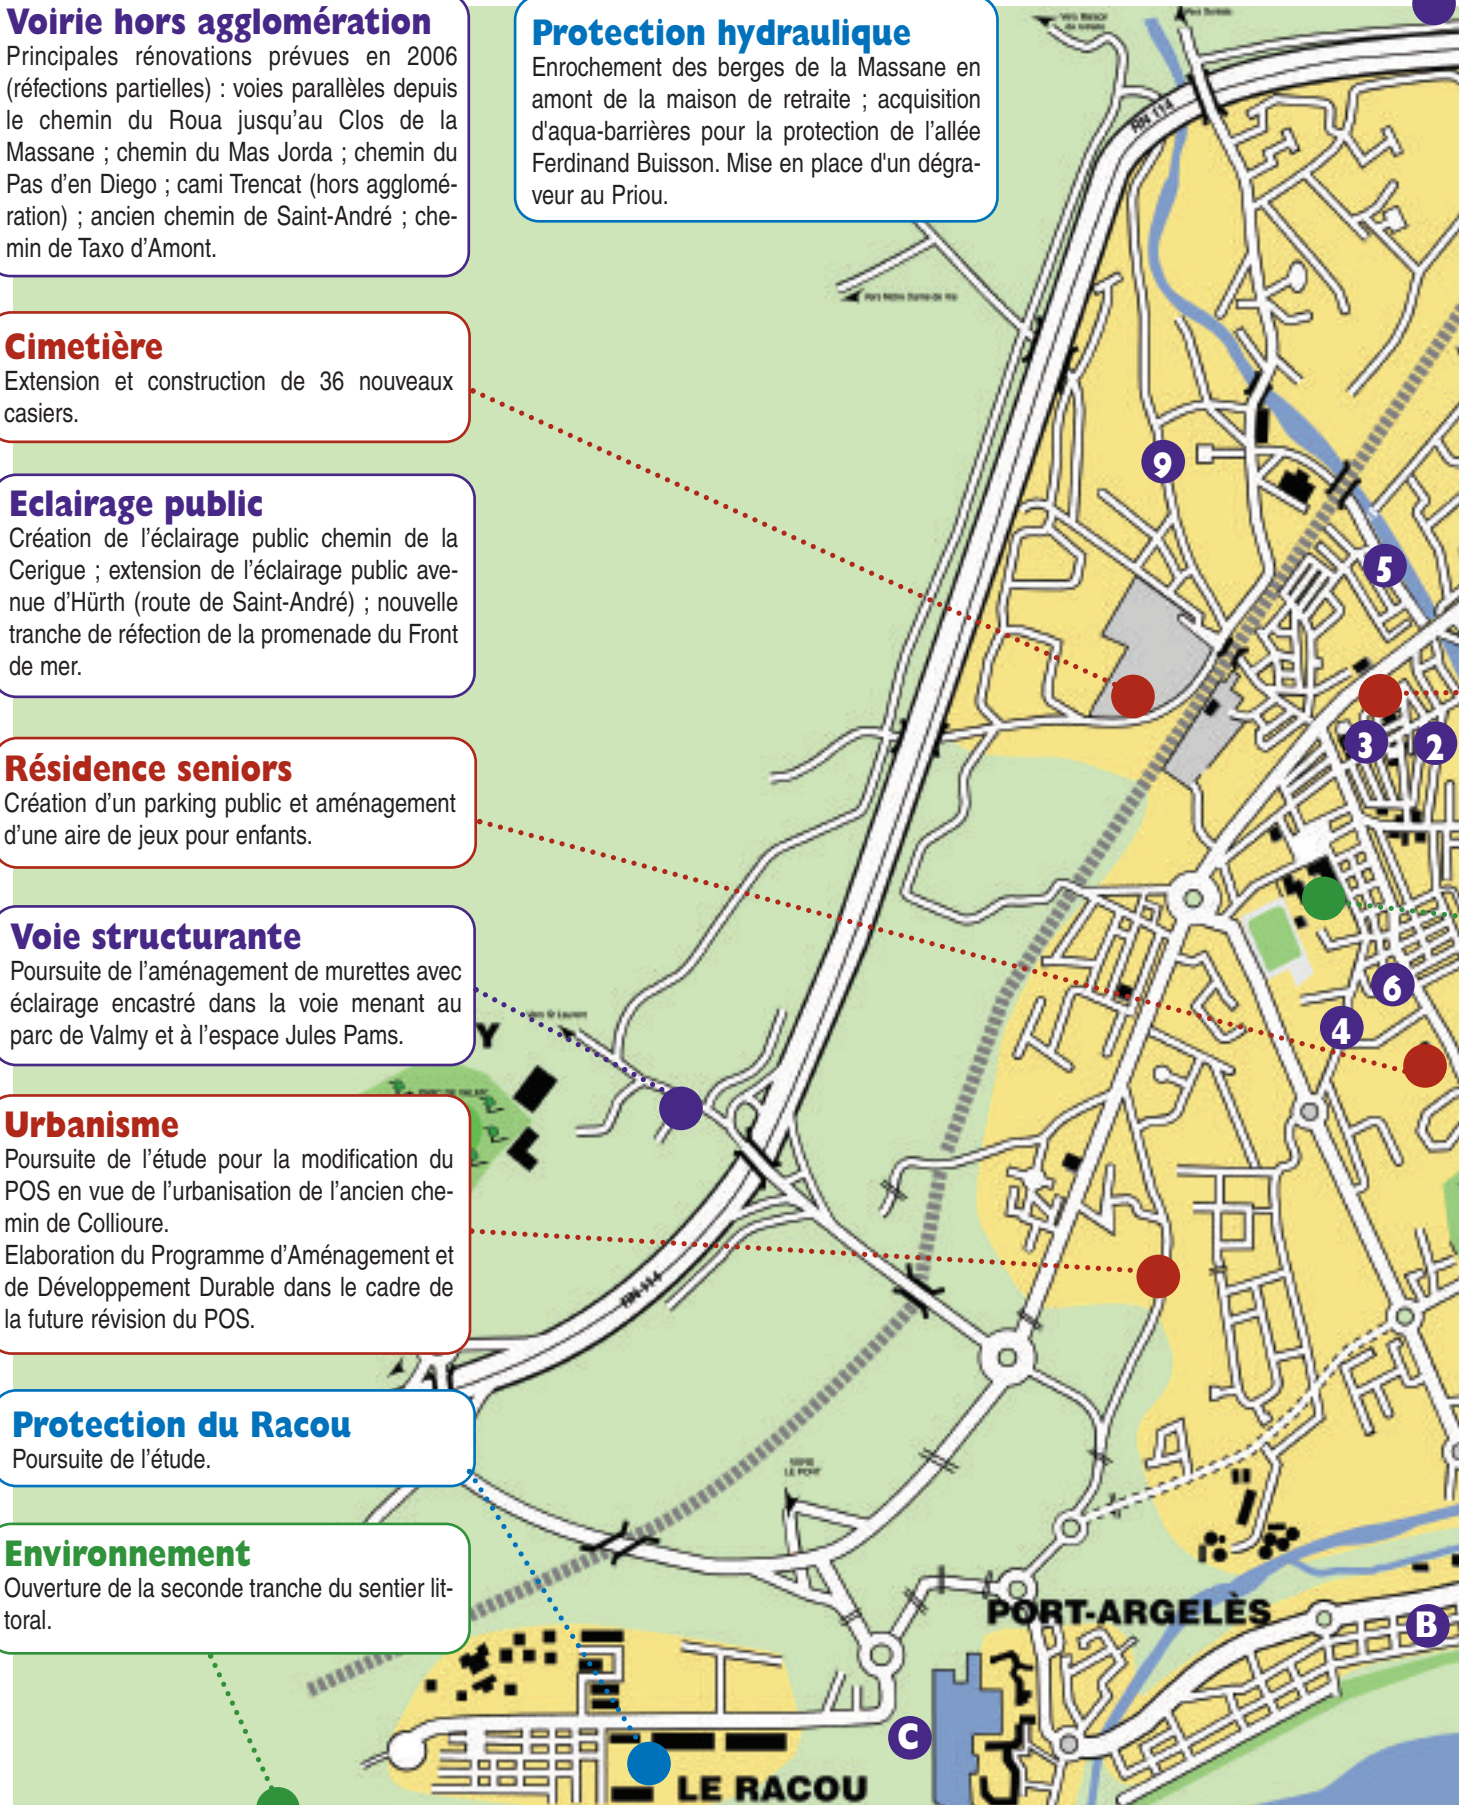 Voirie hors agglomération
Principales rénovations prévues en 2006
(réfections partielles) : voies parallèles depuis
le chemin du Roua jusqu'au Clos de la
Massane ; chemin du Mas Jorda ; chemin du
Pas d'en Diego ; cami Trencat (hors agglomé-
ration) ; ancien chemin de Saint-André ; che-
min de Taxo d'Amont.
Protection hydraulique
Enrochement des berges de la Massane en
amont de la maison de retraite ; acquisition
d'aqua-barrières pour la protection de l'allée
Ferdinand Buisson. Mise en place d'un dégra-
veur au Priou.
RN 114
Vers Notre Dame de Vie
Cimetière
Extension et construction de 36 nouveaux
casiers.
9
Eclairage public
Création de l'éclairage public chemin de la
Cerigue ; extension de l'éclairage public ave-
nue d'Hürth (route de Saint-André) ; nouvelle
tranche de réfection de la promenade du Front
de mer.
5
3
2
Résidence seniors
Création d'un parking public et aménagement
d'une aire de jeux pour enfants.
6
4
Voie structurante
Poursuite de l'aménagement de murettes avec
éclairage encastré dans la voie menant au
parc de Valmy et à l'espace Jules Pams.
Vers St Laurent
Y
Urbanisme
Poursuite de l'étude pour la modification du
POS en vue de l'urbanisation de l'ancien che-
min de Collioure.
Elaboration du Programme d'Aménagement et
de Développement Durable dans le cadre de
la future révision du POS.
RN 114
Protection du Racou
Poursuite de l'étude.
LE PORT
Environnement
Ouverture de la seconde tranche du sentier lit-
toral.
PORT-ARGELÈS
B
C
LE RACOU